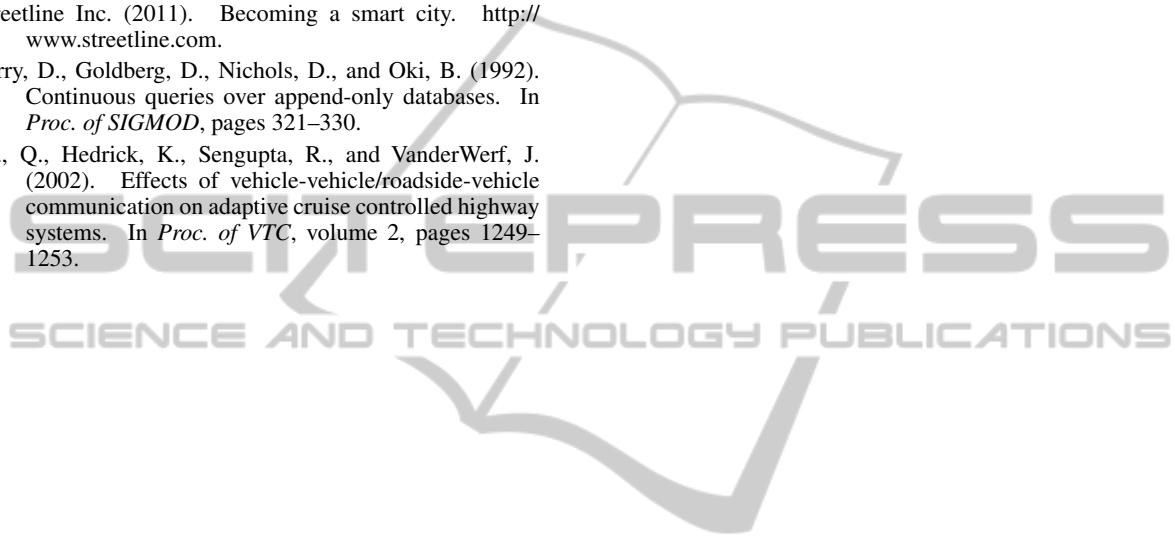 reetline Inc. (2011). Becoming a smart city. http://
www.streetline.com.
rry, D., Goldberg, D., Nichols, D., and Oki, B. (1992).
Continuous queries over append-only databases. In
Proc. of SIGMOD, pages 321–330.
, Q., Hedrick, K., Sengupta, R., and VanderWerf, J.
(2002). Effects of vehicle-vehicle/roadside-vehicle
communication on adaptive cruise controlled highway
systems. In Proc. of VTC, volume 2, pages 1249–
1253.
SCITEPRESS
SCIENCE AND TECHNOLOGY PUBLICATIONS